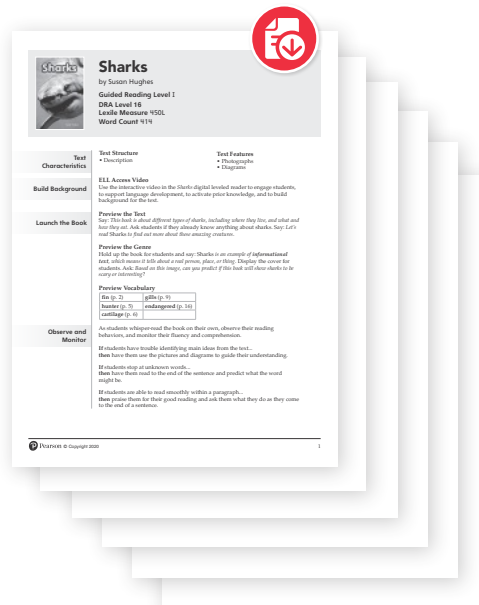 Sharks
Sharks
by Susan Hughes
Guided Reading Level I
DRA Level 16
Lexile Measure 450L
Word Count 414
Text
Characteristics
Text Structure
• Description
Text Features
• Photographs
• Diagrams
Build Background
ELL Access Video
Use the interactive video in the Sharks digital leveled reader to engage students,
to support language development, to activate prior knowledge, and to build
background for the text.
Launch the Book
Preview the Text
Say: This book is about different types of sharks, including where they live, and what and
how they eat. Ask students if they already know anything about sharks. Say: Let's
read Sharks to find out more about these amazing creatures.
Preview the Genre
Hold up the book for students and say: Sharks is an example of informational
text, which means it tells about a real person, place, or thing. Display the cover for
students. Ask: Based on this image, can you predict if this book will show sharks to be
scary or interesting?
Preview Vocabulary
fin (p. 2) gills (p. 9)
hunter (p. 5) endangered (p. 16)
cartilage (p. 6)
Observe and
Monitor
As students whisper-read the book on their own, observe their reading
behaviors, and monitor their fluency and comprehension.
If students have trouble identifying main ideas from the text...
then have them use the pictures and diagrams to guide their understanding.
If students stop at unknown words...
then have them read to the end of the sentence and predict what the word
might be.
If students are able to read smoothly within a paragraph...
then praise them for their good reading and ask them what they do as they come
to the end of a sentence.
Pearson © Copyright 2020
1